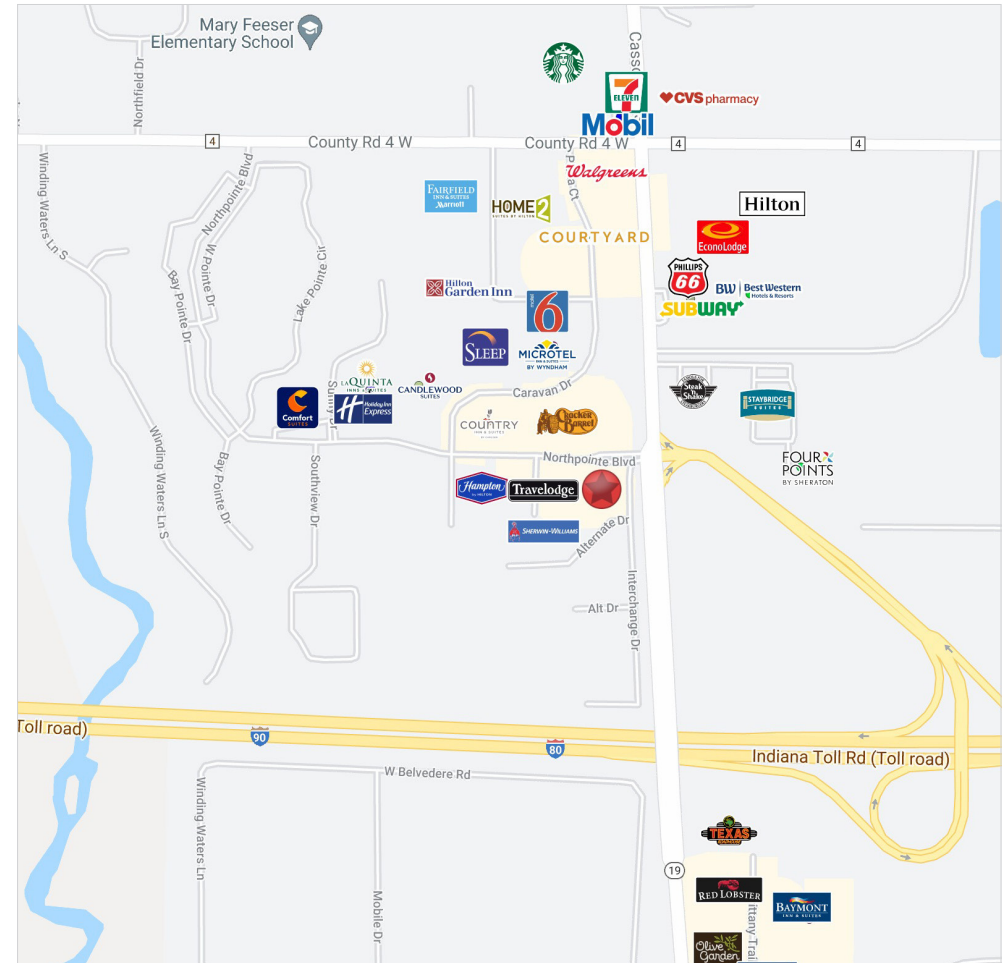 Mary Feeser
Elementary School
Northfield Dr
Casso
7
ELEVEN
CVS pharmacy
Mobil
4
County Rd 4 W
County Rd 4 W
4
4
Walgreens
Winding Waters Ln S
Northpointe Blvd
W Pointe Dr
Bay Pointe Dr
Lake Pointe Cir
FAIRFIELD
INN & SUITES
Marriott
HOME2
SUITES BY HILTON
COURTYARD
Hilton
EconoLodge
PHILLIPS
66
BW Best Western
Hotels & Resorts
SUBWAY
Hilton
Garden Inn
6
SLEEP
MICROTEL
INN & SUITES
BY WYNDHAM
LAQUINTA
INNS & SUITES
CANDLEWOOD
SUITES
Caravan Dr
Steak
n Shake
STAYBRIDGE
SUITES
Comfort
SUITES
H Holiday Inn
Express
COUNTRY
INN & SUITES
Cracker
Barrel
Northpointe Blvd
FOUR
POINTS
BY SHERATON
Winding Waters Ln S
Bay Pointe Dr
Southview Dr
Hampton
by HILTON
Travelodge
SHERWIN-WILLIAMS
Alternate Dr
Interchange Dr
Alt Dr
Toll road)
90
80
Indiana Toll Rd (Toll road)
W Belvedere Rd
Winding Waters Ln
Mobile Dr
TEXAS
19
RED LOBSTER
BAYMONT
INN & SUITES
ittany Trai
Olive
Garden